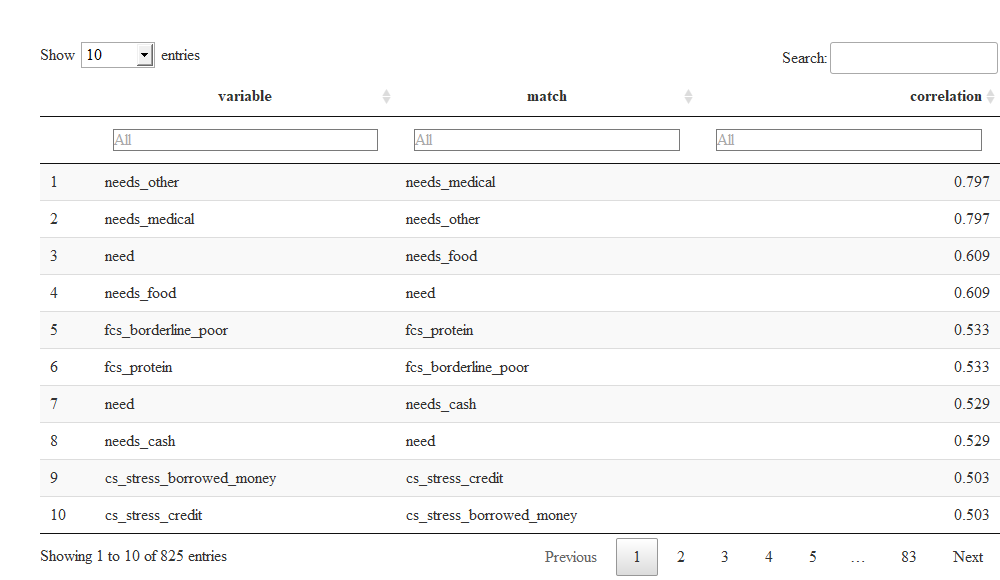 Show 10 entries Search:
variable match correlation
All All All
1 needs_other needs_medical 0.797
2 needs_medical needs_other 0.797
3 need needs_food 0.609
4 needs_food need 0.609
5 fcs_borderline_poor fcs_protein 0.533
6 fcs_protein fcs_borderline_poor 0.533
7 need needs_cash 0.529
8 needs_cash need 0.529
9 cs_stress_borrowed_money cs_stress_credit 0.503
10 cs_stress_credit cs_stress_borrowed_money 0.503
Showing 1 to 10 of 825 entries Previous 1 2 3 4 5 … 83 Next